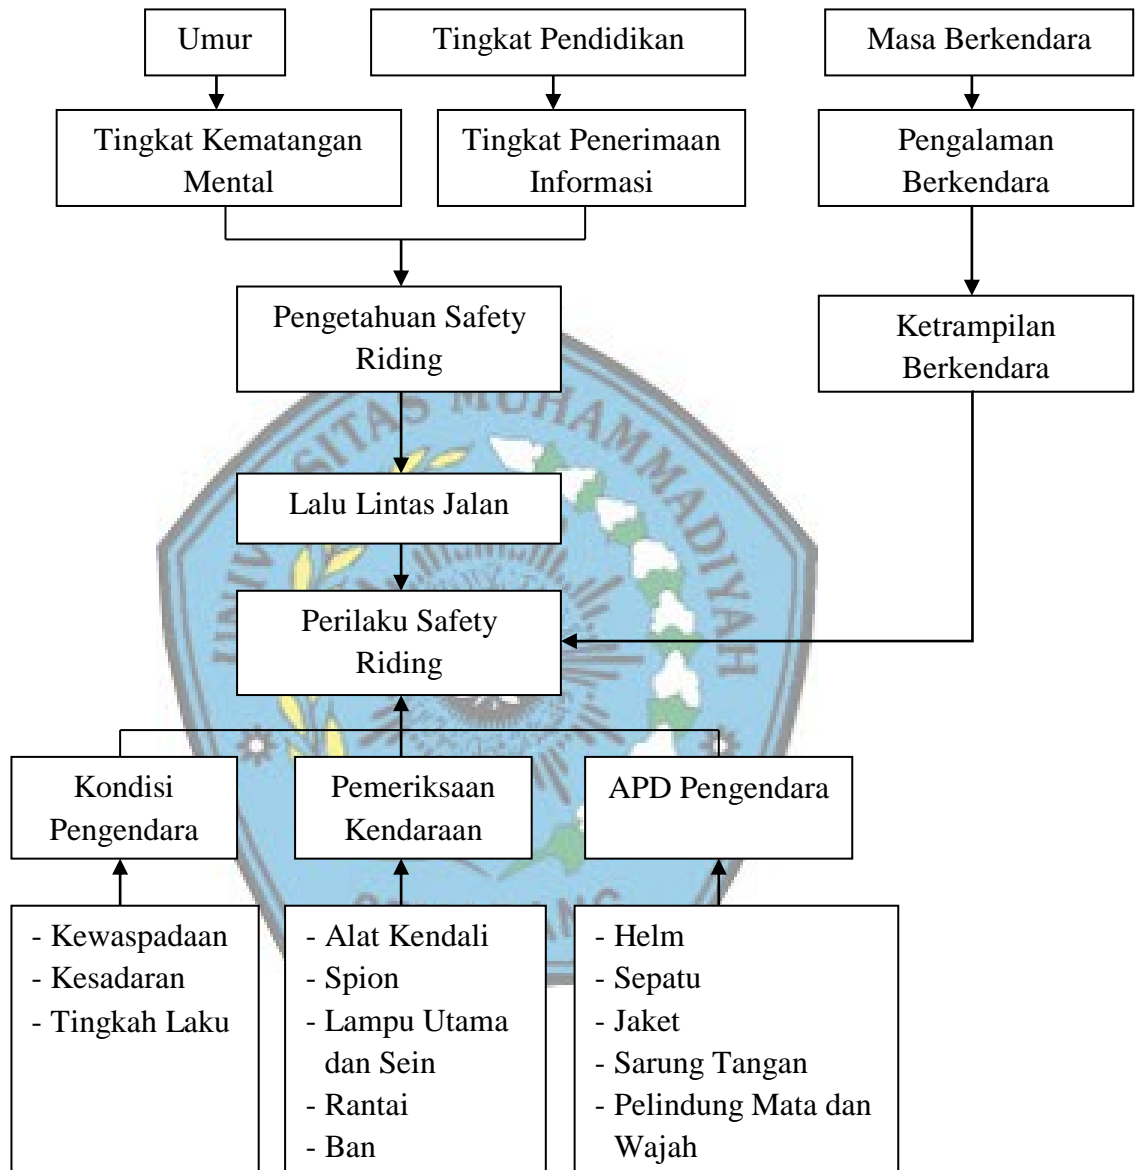 Umur
Tingkat Pendidikan
Masa Berkendara
Tingkat Kematangan
Mental
Tingkat Penerimaan
Informasi
Pengalaman
Berkendara
Pengetahuan Safety
Riding
Ketrampilan
Berkendara
MUHAMMADIYAH
Lalu Lintas Jalan
Perilaku Safety
Riding
Kondisi
Pengendara
Pemeriksaan
Kendaraan
APD Pengendara
- Kewaspadaan
- Kesadaran
- Tingkah Laku
- Alat Kendali
- Spion
- Lampu Utama
dan Sein
- Rantai
- Ban
- Helm
- Sepatu
- Jaket
- Sarung Tangan
- Pelindung Mata dan
Wajah